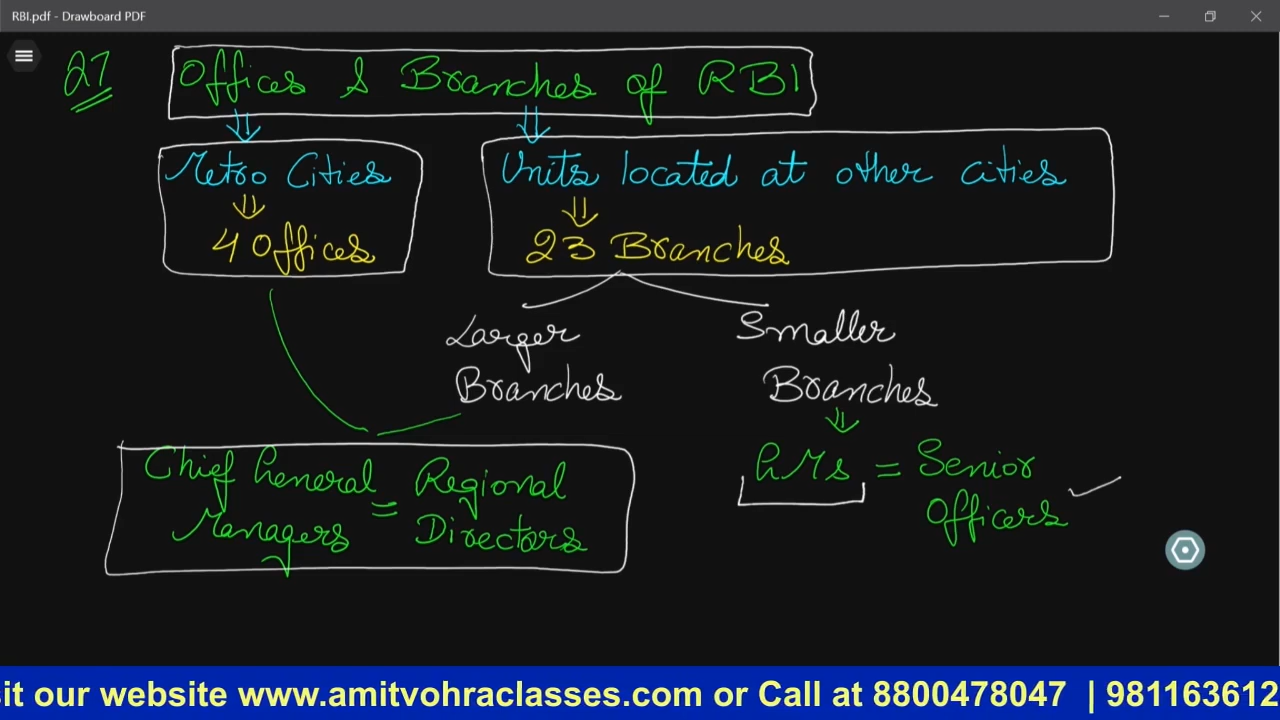 RBI.pdf - Drawboard PDF
27 Offices & Branches of RBI
Metro Cities
4 Offices
Units located at other cities
23 Branches
Larger
Branches
Smaller
Branches
Chief General
Managers
= Regional
Directors
GMs = Senior
Officers
sit our website www.amitvohraclasses.com or Call at 8800478047 | 981163612